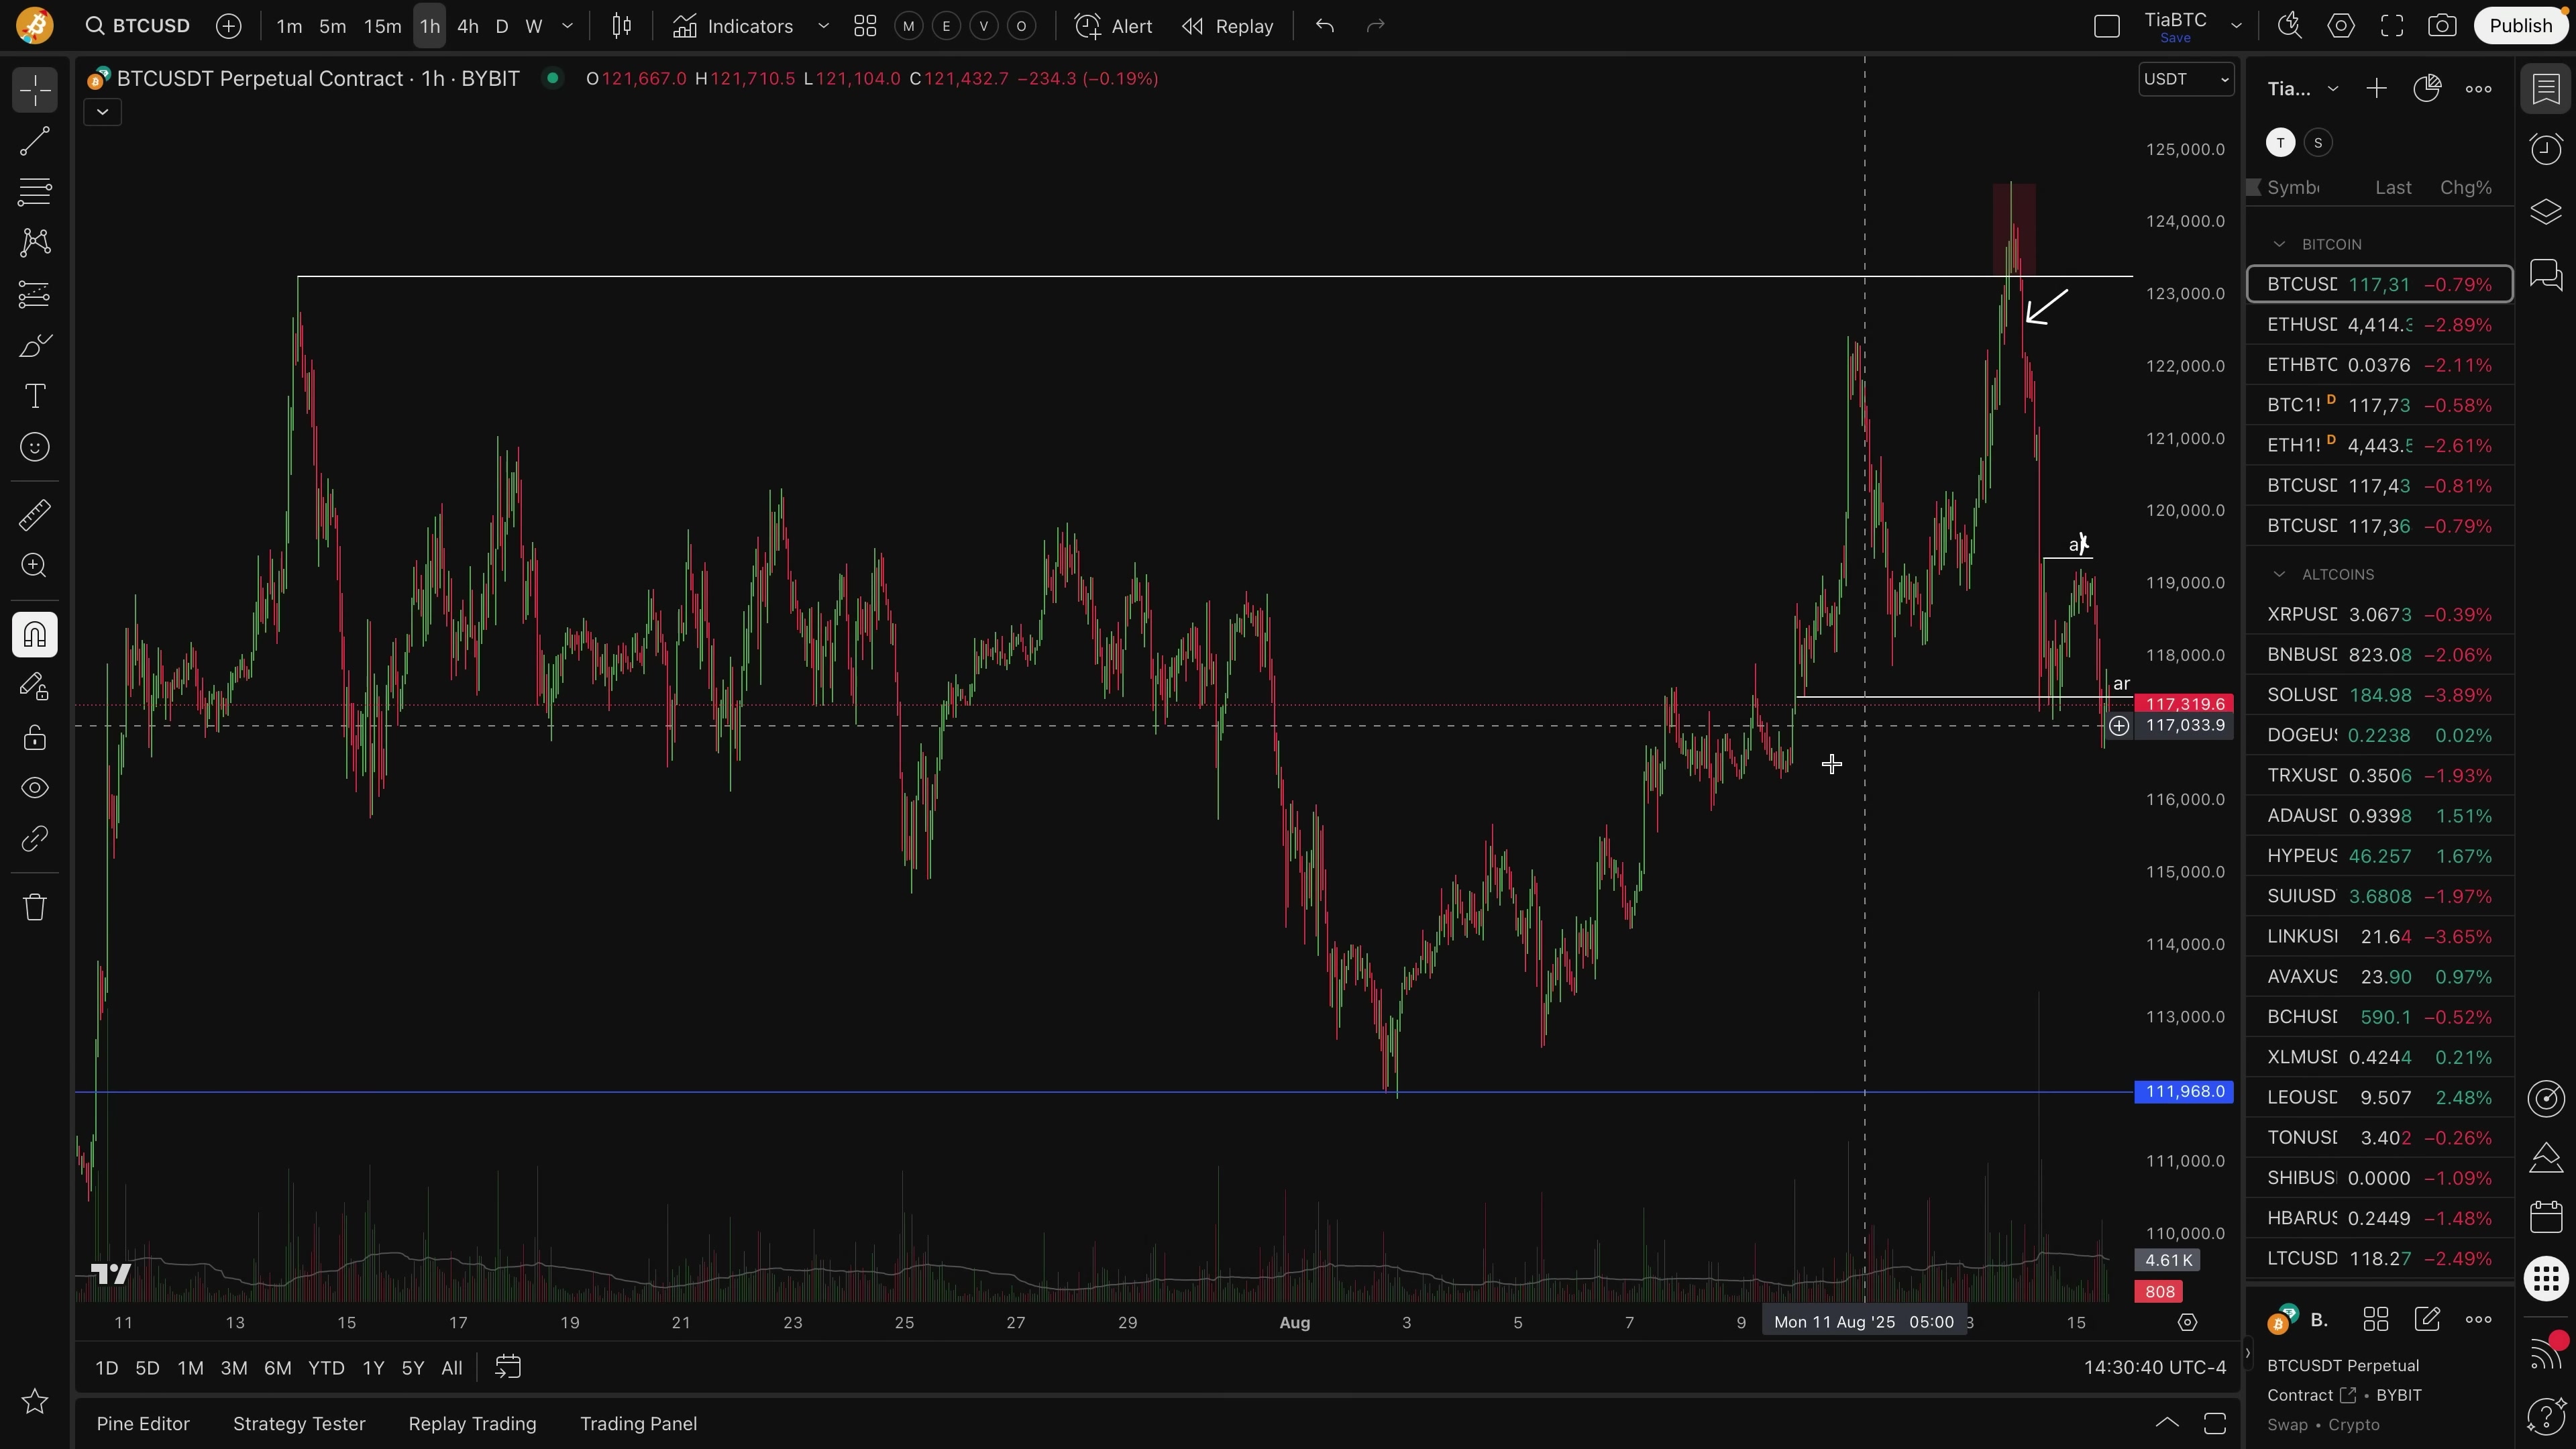 BTCUSD 1m 5m 15m 1h 4h D W Indicators M E V O Alert Replay TiaBTC Save Publish
BTCUSDT Perpetual Contract · 1h · BYBIT O121,667.0 H121,710.5 L121,104.0 C121,432.7 −234.3 (−0.19%)
USDT
125,000.0
124,000.0
123,000.0
122,000.0
121,000.0
120,000.0
119,000.0
118,000.0
ar
117,319.6
117,033.9
116,000.0
115,000.0
114,000.0
113,000.0
111,968.0
111,000.0
110,000.0
4.61K
808
11 13 15 17 19 21 23 25 27 29 Aug 3 5 7 9 Mon 11 Aug '25 05:00 3 15
1D 5D 1M 3M 6M YTD 1Y 5Y All 14:30:40 UTC-4
Pine Editor Strategy Tester Replay Trading Trading Panel
Tia...
T S
Symb Last Chg%
BITCOIN
BTCUSD 117,31 −0.79%
ETHUSD 4,414.3 −2.89%
ETHBTC 0.0376 −2.11%
BTC1! D 117,73 −0.58%
ETH1! D 4,443.5 −2.61%
BTCUSD 117,43 −0.81%
BTCUSD 117,36 −0.79%
ALTCOINS
XRPUSD 3.0673 −0.39%
BNBUSD 823.08 −2.06%
SOLUSD 184.98 −3.89%
DOGEUS 0.2238 0.02%
TRXUSD 0.3506 −1.93%
ADAUSD 0.9398 1.51%
HYPEUS 46.257 1.67%
SUIUSD 3.6808 −1.97%
LINKUSD 21.64 −3.65%
AVAXUS 23.90 0.97%
BCHUSD 590.1 −0.52%
XLMUSD 0.4244 0.21%
LEOUSD 9.507 2.48%
TONUSD 3.402 −0.26%
SHIBUS 0.0000 −1.09%
HBARUS 0.2449 −1.48%
LTCUSD 118.27 −2.49%
B.
BTCUSDT Perpetual
Contract • BYBIT
Swap • Crypto